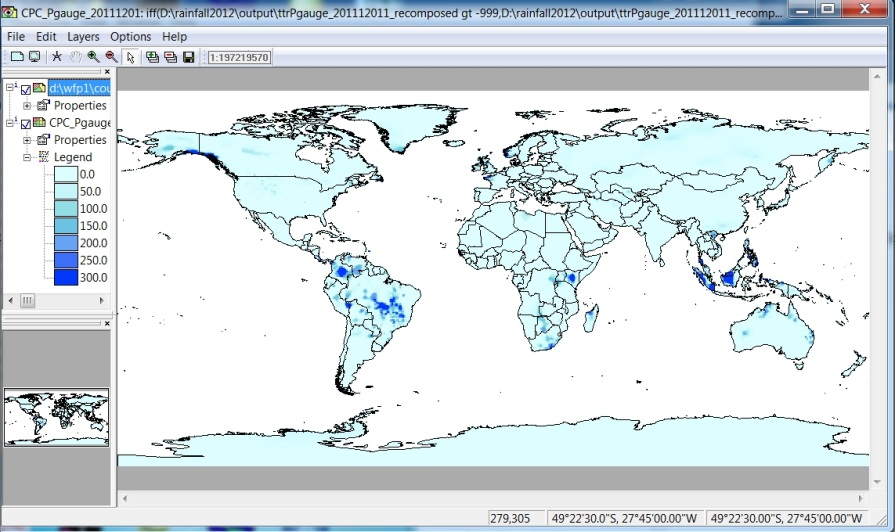 CPC_Pgauge_20111201: iff(D:\rainfall2012\output\ttrPgauge_201112011_recomposed gt -999,D:\rainfall2012\output\ttrPgauge_201112011_recomp...
File Edit Layers Options Help
1:197219570
d:\wfp1\cou
Properties
CPC_Pgauge
Properties
Legend
0.0
50.0
100.0
150.0
200.0
250.0
300.0
279,305 49°22'30.0"S, 27°45'00.00"W 49°22'30.00"S, 27°45'00.00"W